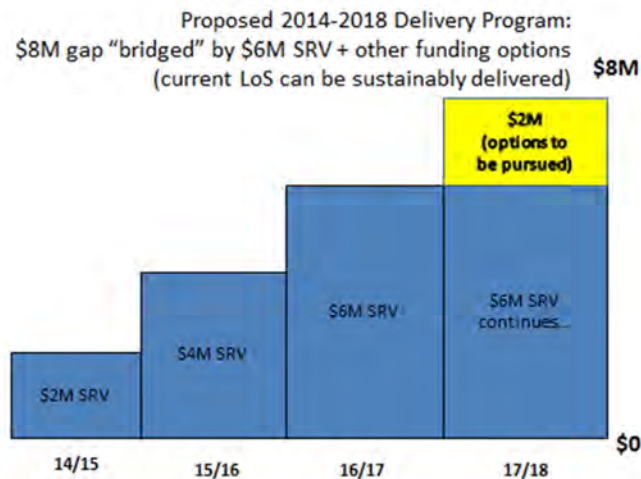 Proposed 2014-2018 Delivery Program:
$8M gap “bridged” by $6M SRV + other funding options
(current LoS can be sustainably delivered)
$8M
$2M
(options to
be pursued)
$6M SRV
$6M SRV
continues...
$4M SRV
$2M SRV
$0
14/15
15/16
16/17
17/18